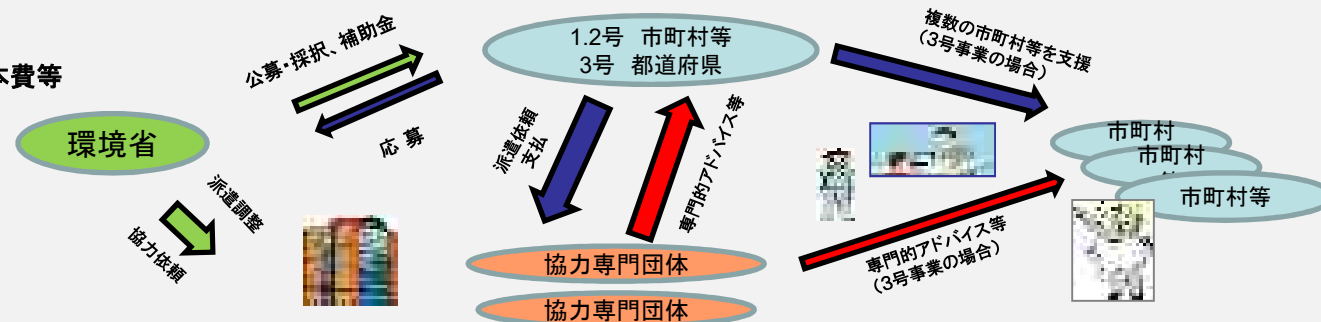 本費等
環境省
公募・採択、補助金
応 募
派遣調整
協力依頼
1.2号 市町村等
3号 都道府県
派遣依頼
支払
専門的アドバイス等
協力専門団体
協力専門団体
複数の市町村等を支援
（3号事業の場合）
専門的アドバイス等
（3号事業の場合）
市町村
市町村
市町村等